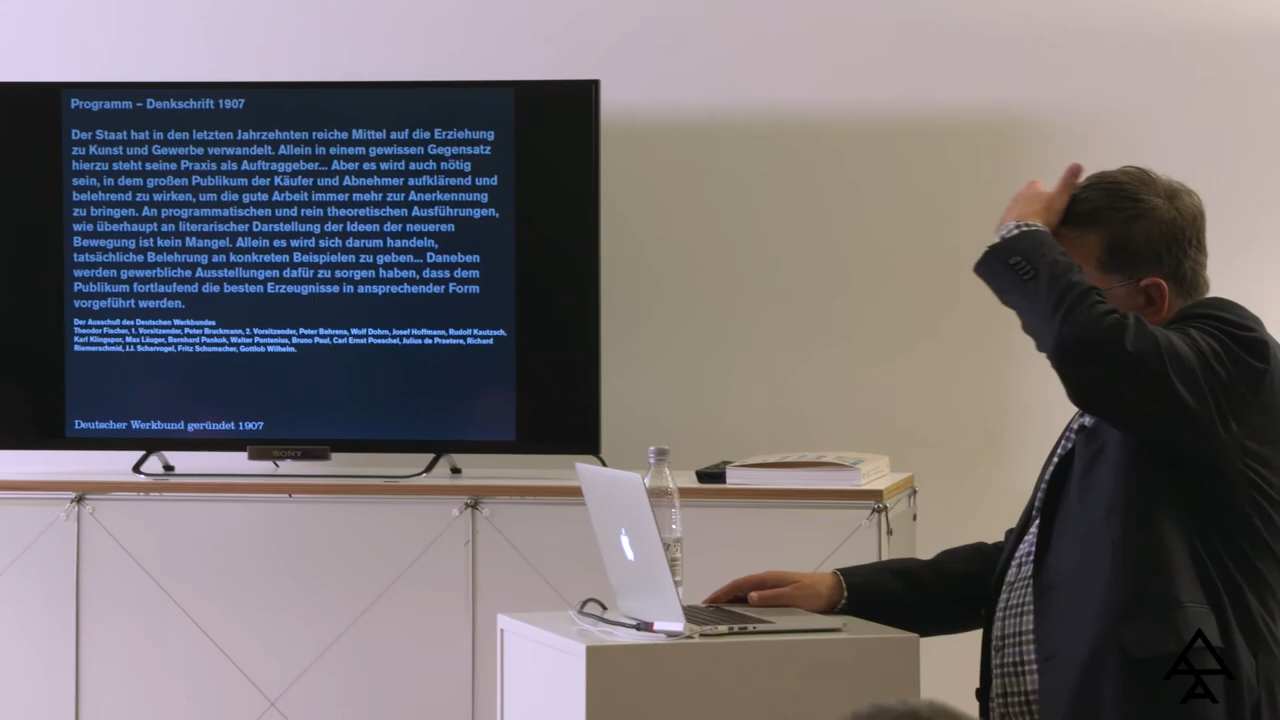 Programm – Denkschrift 1907
Der Staat hat in den letzten Jahrzehnten reiche Mittel auf die Erziehung
zu Kunst und Gewerbe verwandelt. Allein in einem gewissen Gegensatz
hierzu steht seine Praxis als Auftraggeber... Aber es wird auch nötig
sein, in dem großen Publikum der Käufer und Abnehmer aufklärend und
belehrend zu wirken, um die gute Arbeit immer mehr zur Anerkennung
zu bringen. An programmatischen und rein theoretischen Ausführungen,
wie überhaupt an literarischer Darstellung der Ideen der neueren
Bewegung ist kein Mangel. Allein es wird sich darum handeln,
tatsächliche Belehrung an konkreten Beispielen zu geben... Daneben
werden gewerbliche Ausstellungen dafür zu sorgen haben, dass dem
Publikum fortlaufend die besten Erzeugnisse in ansprechender Form
vorgeführt werden.
Der Ausschuß des Deutschen Werkbundes
Theodor Fischer, 1. Vorsitzender, Peter Bruckmann, 2. Vorsitzender, Peter Behrens, Wolf Dohrn, Josef Hoffmann, Rudolf Kautzsch,
Karl Klingspor, Max Läuger, Bernhard Pankok, Walter Pantenius, Bruno Paul, Carl Ernst Poeschel, Julius de Praetere, Richard
Riemerschmid, J.J. Scharvogel, Fritz Schumacher, Gottlob Wilhelm.
Deutscher Werkbund geründet 1907
SONY